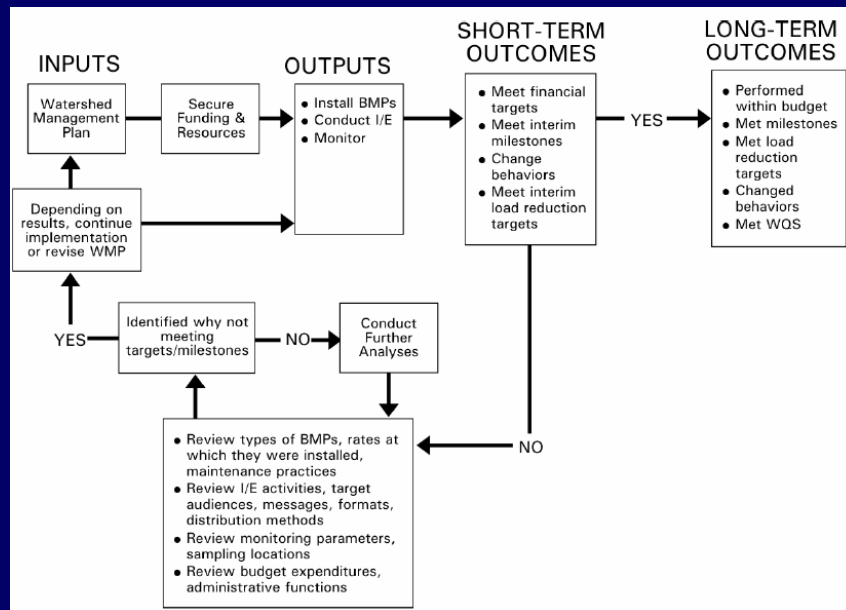 INPUTS
OUTPUTS
SHORT-TERM
OUTCOMES
LONG-TERM
OUTCOMES
Watershed
Management
Plan
Secure
Funding &
Resources
• Install BMPs
• Conduct I/E
• Monitor
• Meet financial
targets
• Meet interim
milestones
• Change
behaviors
• Meet interim
load reduction
targets
YES
• Performed
within budget
• Met milestones
• Met load
reduction
targets
• Changed
behaviors
• Met WQS
Depending on
results, continue
implementation
or revise WMP
YES
Identified why not
meeting
targets/milestones
NO
Conduct
Further
Analyses
NO
• Review types of BMPs, rates at
which they were installed,
maintenance practices
• Review I/E activities, target
audiences, messages, formats,
distribution methods
• Review monitoring parameters,
sampling locations
• Review budget expenditures,
administrative functions